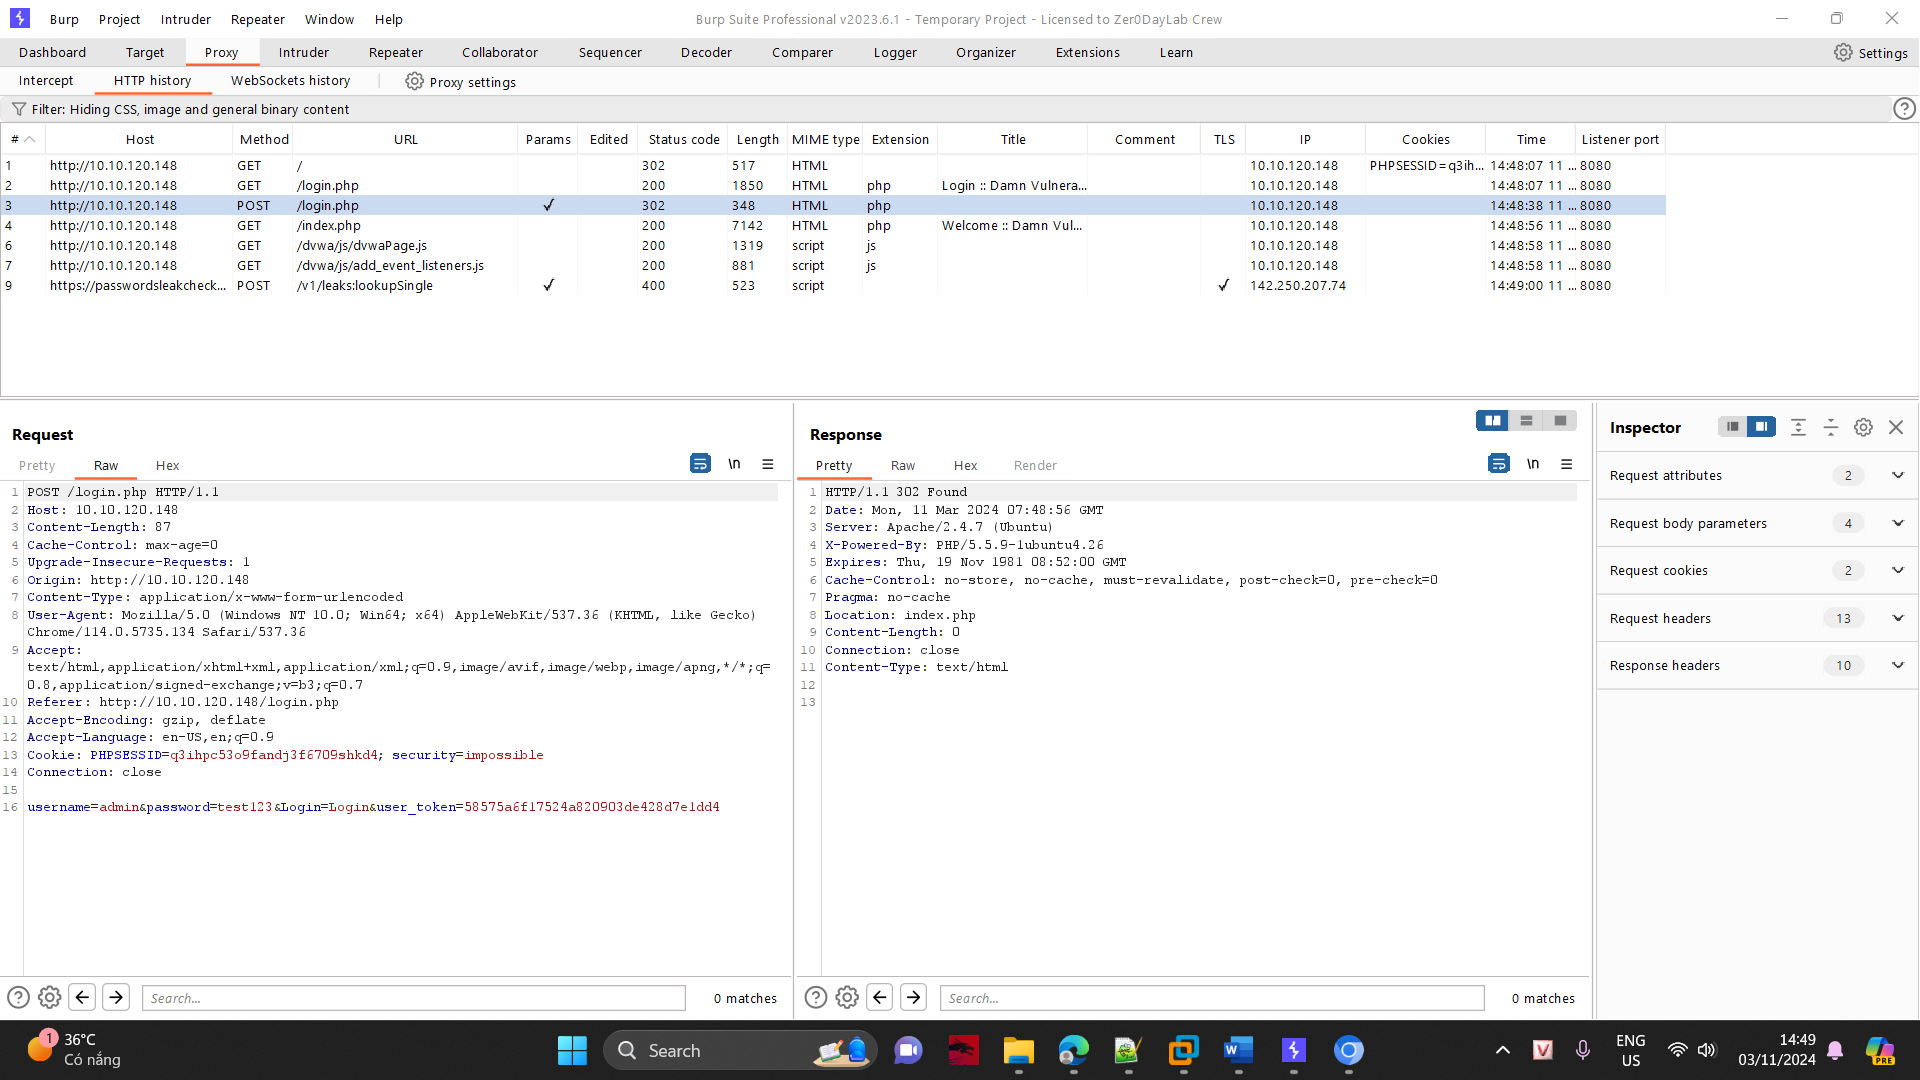 Burp Project Intruder Repeater Window Help
Burp Suite Professional v2023.6.1 - Temporary Project - Licensed to Zer0DayLab Crew
Dashboard Target Proxy Intruder Repeater Collaborator Sequencer Decoder Comparer Logger Organizer Extensions Learn
Settings
Intercept HTTP history WebSockets history Proxy settings
Filter: Hiding CSS, image and general binary content
# Host Method URL Params Edited Status code Length MIME type Extension Title Comment TLS IP Cookies Time Listener port
1 http://10.10.120.148 GET / 302 517 HTML 10.10.120.148 PHPSESSID=q3ih... 14:48:07 11 ... 8080
2 http://10.10.120.148 GET /login.php 200 1850 HTML php Login :: Damn Vulnera... 10.10.120.148 14:48:07 11 ... 8080
3 http://10.10.120.148 POST /login.php ✓ 302 348 HTML php 10.10.120.148 14:48:38 11 ... 8080
4 http://10.10.120.148 GET /index.php 200 7142 HTML php Welcome :: Damn Vul... 10.10.120.148 14:48:56 11 ... 8080
6 http://10.10.120.148 GET /dvwa/js/dvwaPage.js 200 1319 script js 10.10.120.148 14:48:58 11 ... 8080
7 http://10.10.120.148 GET /dvwa/js/add_event_listeners.js 200 881 script js 10.10.120.148 14:48:58 11 ... 8080
9 https://passwordsleakcheck... POST /v1/leaks:lookupSingle ✓ 400 523 script ✓ 142.250.207.74 14:49:00 11 ... 8080
Request
Pretty Raw Hex
\n
1 POST /login.php HTTP/1.1
2 Host: 10.10.120.148
3 Content-Length: 87
4 Cache-Control: max-age=0
5 Upgrade-Insecure-Requests: 1
6 Origin: http://10.10.120.148
7 Content-Type: application/x-www-form-urlencoded
8 User-Agent: Mozilla/5.0 (Windows NT 10.0; Win64; x64) AppleWebKit/537.36 (KHTML, like Gecko)
Chrome/114.0.5735.134 Safari/537.36
9 Accept:
text/html,application/xhtml+xml,application/xml;q=0.9,image/avif,image/webp,image/apng,*/*;q=
0.8,application/signed-exchange;v=b3;q=0.7
10 Referer: http://10.10.120.148/login.php
11 Accept-Encoding: gzip, deflate
12 Accept-Language: en-US,en;q=0.9
13 Cookie: PHPSESSID=q3ihpc53o9fandj3f6709shkd4; security=impossible
14 Connection: close
15
16 username=admin&password=test123&Login=Login&user_token=58575a6f17524a820903de428d7e1dd4
Search...
0 matches
Response
Pretty Raw Hex Render
\n
1 HTTP/1.1 302 Found
2 Date: Mon, 11 Mar 2024 07:48:56 GMT
3 Server: Apache/2.4.7 (Ubuntu)
4 X-Powered-By: PHP/5.5.9-1ubuntu4.26
5 Expires: Thu, 19 Nov 1981 08:52:00 GMT
6 Cache-Control: no-store, no-cache, must-revalidate, post-check=0, pre-check=0
7 Pragma: no-cache
8 Location: index.php
9 Content-Length: 0
10 Connection: close
11 Content-Type: text/html
12
13
Search...
0 matches
Inspector
Request attributes 2
Request body parameters 4
Request cookies 2
Request headers 13
Response headers 10
1
36°C
Có nắng
Search
ENG
US
14:49
03/11/2024
PRE